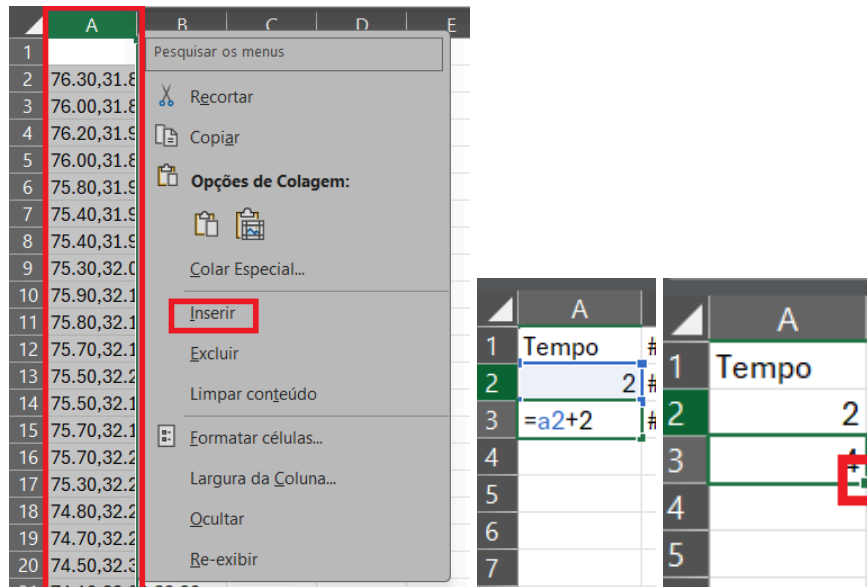 A B C D E
Pesquisar os menus
1
2 76.30,31.8
3 76.00,31.8
Recortar
4 76.20,31.9
Copiar
5 76.00,31.8
6 75.80,31.9
Opções de Colagem:
7 75.40,31.9
8 75.40,31.9
9 75.30,32.0
Colar Especial...
10 75.90,32.1
Inserir
11 75.80,32.1
12 75.70,32.1
Excluir
13 75.50,32.2
Limpar conteúdo
14 75.50,32.1
15 75.70,32.1
Formatar células...
16 75.70,32.2
17 75.30,32.2
Largura da Coluna...
18 74.80,32.2
Ocultar
19 74.70,32.2
20 74.50,32.3
Re-exibir
A
1 Tempo #
2 2 #
3 =a2+2 #
4
5
6
7
A
1 Tempo
2 2
3 4
4
5